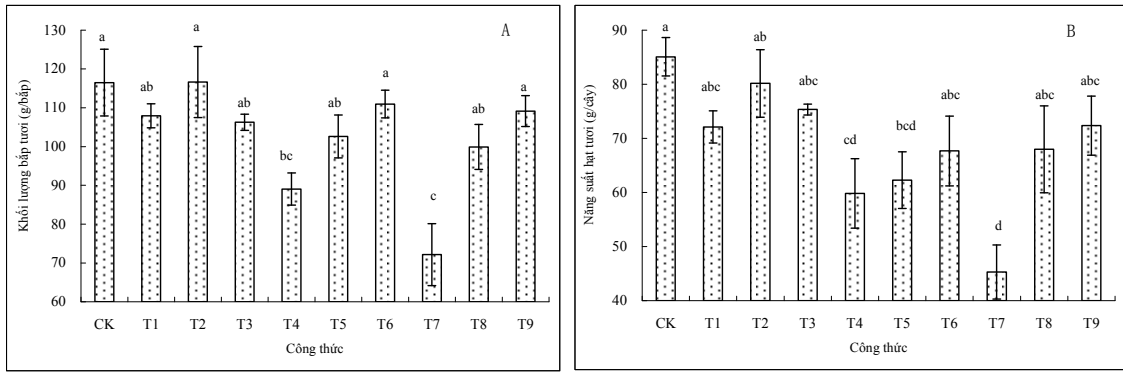 A
Khối lượng bắp tươi (g/bắp)
130
120
110
100
90
80
70
60
a
ab
a
ab
bc
ab
a
c
ab
a
CK T1 T2 T3 T4 T5 T6 T7 T8 T9
Công thức
B
Năng suất hạt tươi (g/cây)
90
80
70
60
50
40
a
abc
ab
abc
cd
bcd
abc
d
abc
abc
CK T1 T2 T3 T4 T5 T6 T7 T8 T9
Công thức